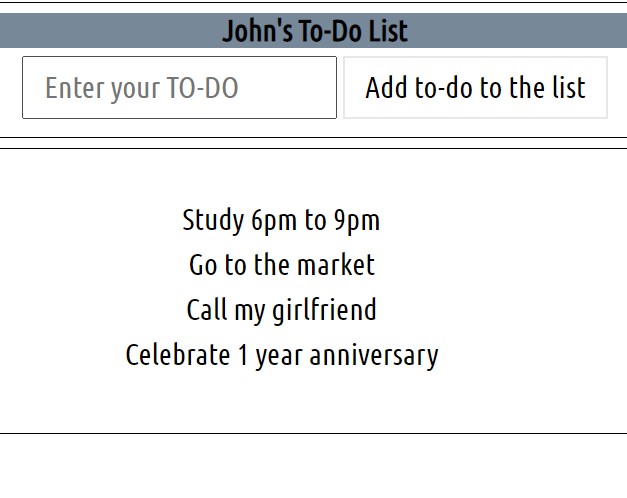 John's To-Do List
Enter your TO-DO
Add to-do to the list
Study 6pm to 9pm
Go to the market
Call my girlfriend
Celebrate 1 year anniversary